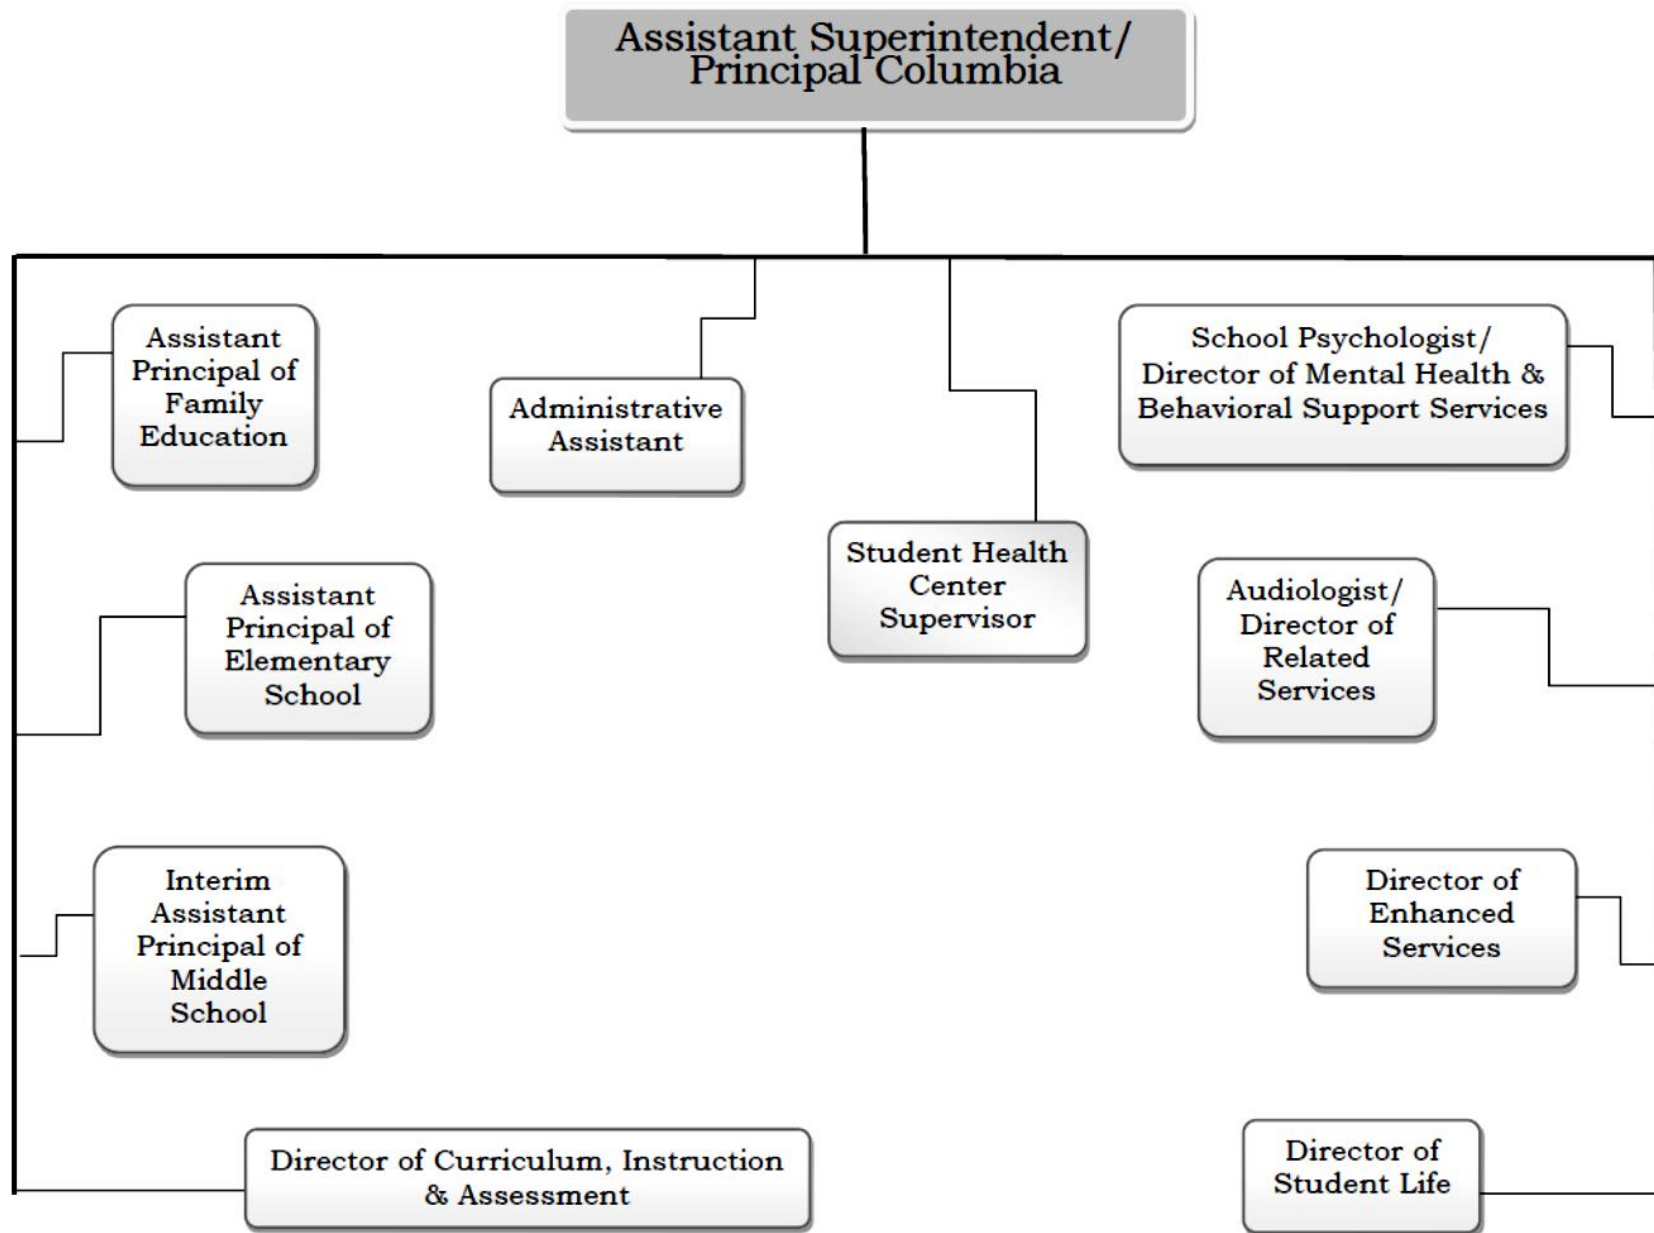 Assistant Superintendent/
Principal Columbia
Assistant
Principal of
Family
Education
Administrative
Assistant
School Psychologist/
Director of Mental Health &
Behavioral Support Services
Student Health
Center
Supervisor
Assistant
Principal of
Elementary
School
Audiologist/
Director of
Related
Services
Interim
Assistant
Principal of
Middle
School
Director of
Enhanced
Services
Director of Curriculum, Instruction
& Assessment
Director of
Student Life